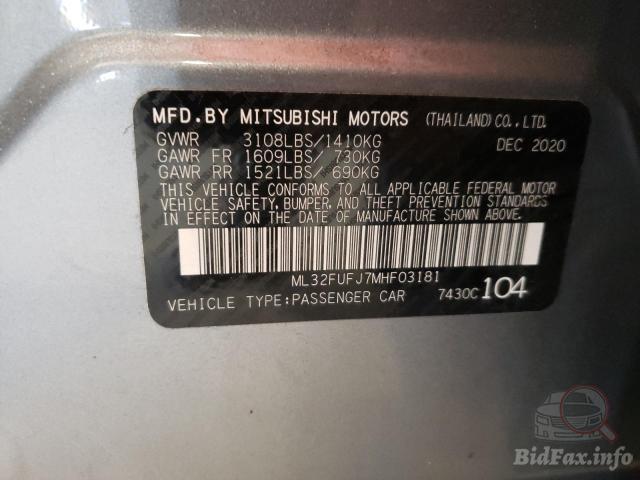 MFD.BY MITSUBISHI MOTORS (THAILAND) CO., LTD.
GVWR 3108LBS/1410KG DEC 2020
GAWR FR 1609LBS/ 730KG
GAWR RR 1521LBS/ 690KG
THIS VEHICLE CONFORMS TO ALL APPLICABLE FEDERAL MOTOR
VEHICLE SAFETY, BUMPER, AND THEFT PREVENTION STANDARDS
IN EFFECT ON THE DATE OF MANUFACTURE SHOWN ABOVE.
ML32FUFJ7MHF03181
VEHICLE TYPE:PASSENGER CAR 7430C 104
BidFax.info